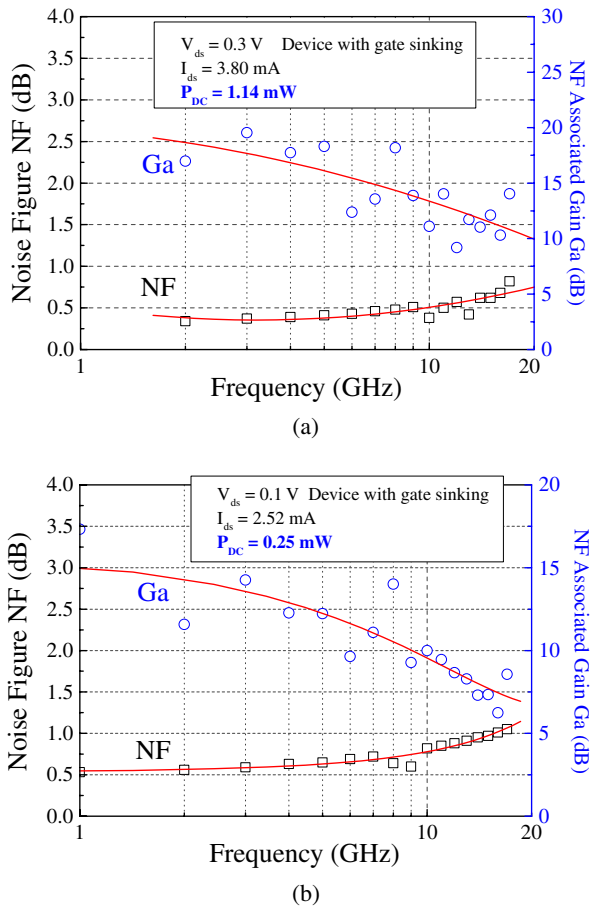 4.0
3.5
3.0
2.5
2.0
1.5
1.0
0.5
0.0
Noise Figure NF (dB)
V_ds = 0.3 V Device with gate sinking
I_ds = 3.80 mA
P_DC = 1.14 mW
Ga
NF
30
25
20
15
10
5
0
NF Associated Gain Ga (dB)
1
10
20
Frequency (GHz)
(a)
4.0
3.5
3.0
2.5
2.0
1.5
1.0
0.5
0.0
Noise Figure NF (dB)
V_ds = 0.1 V Device with gate sinking
I_ds = 2.52 mA
P_DC = 0.25 mW
Ga
NF
20
15
10
5
0
NF Associated Gain Ga (dB)
1
10
20
Frequency (GHz)
(b)